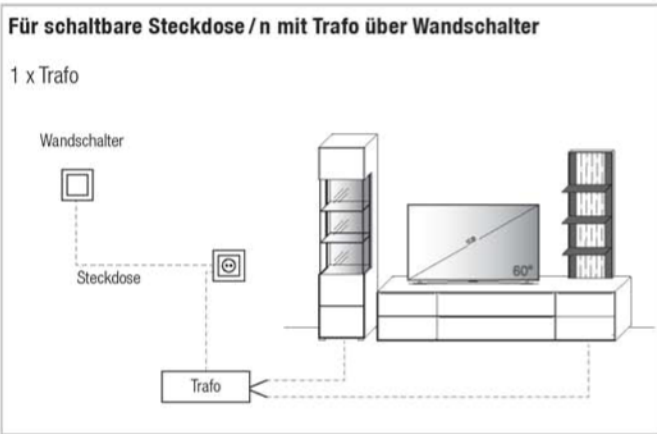 Für schaltbare Steckdose/n mit Trafo über Wandschalter
1 x Trafo
Wandschalter
Steckdose
60"
Trafo